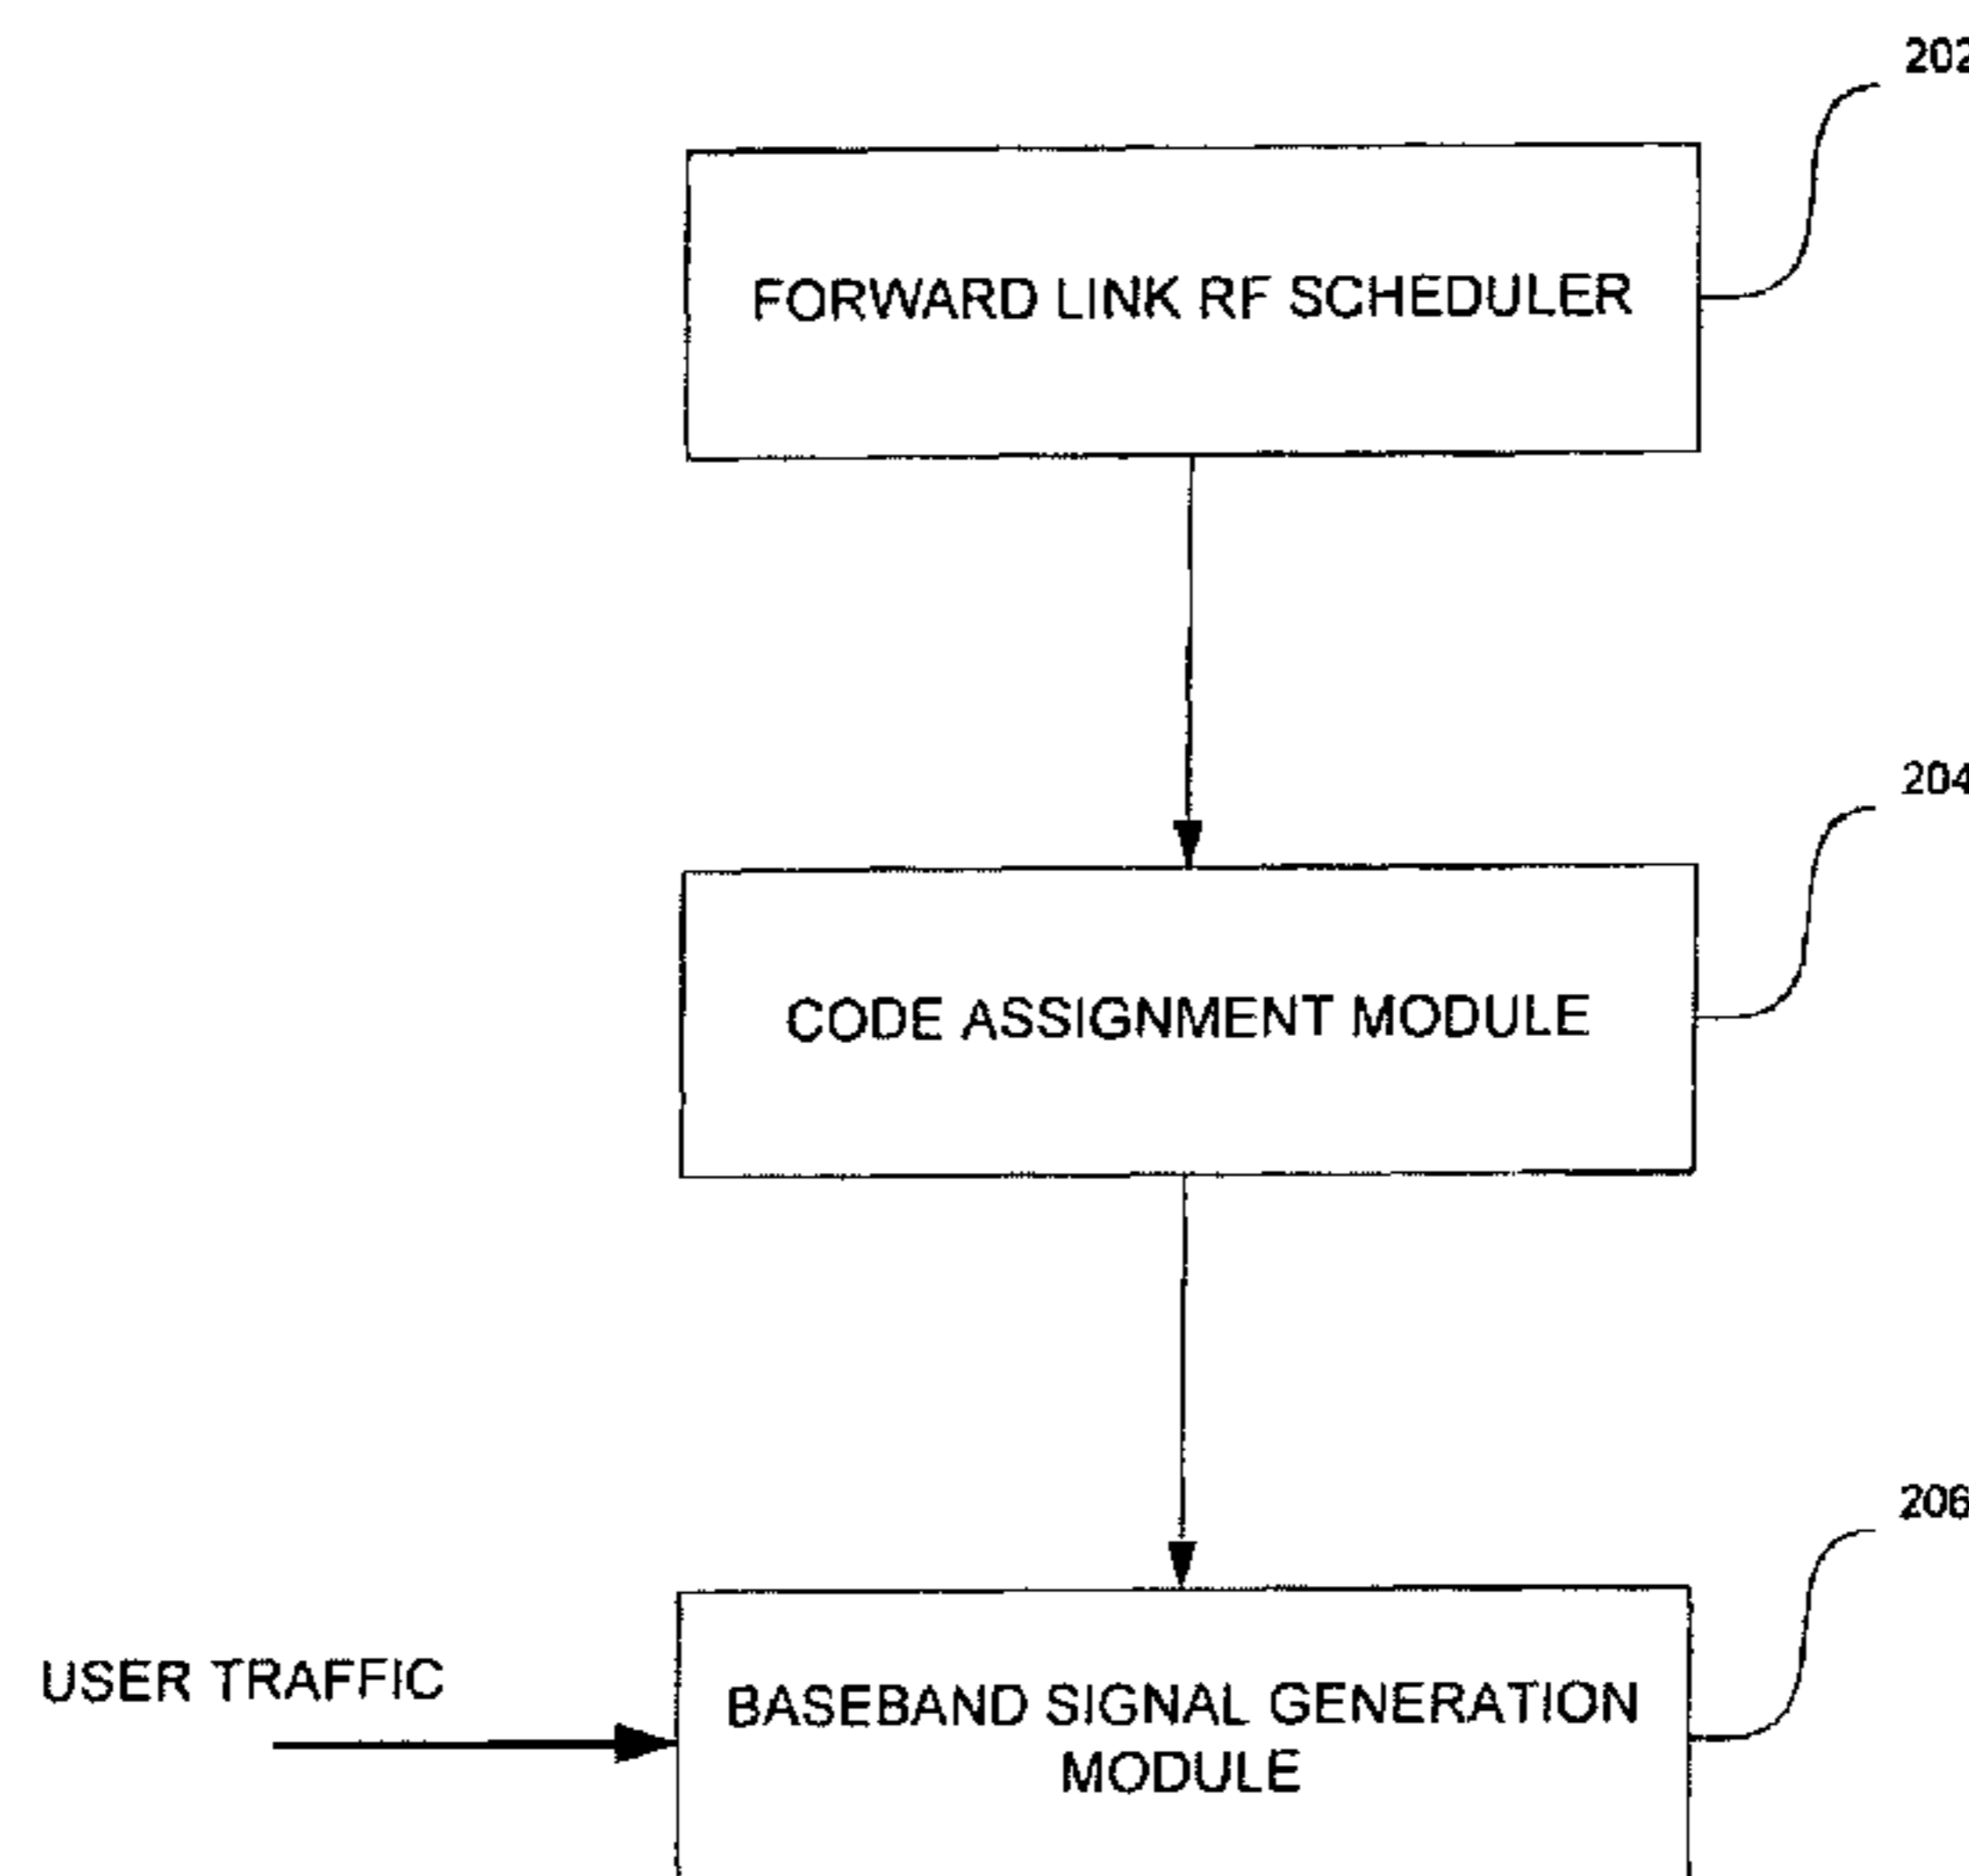 202
FORWARD LINK RF SCHEDULER
204
CODE ASSIGNMENT MODULE
206
USER TRAFFIC
BASEBAND SIGNAL GENERATION
MODULE